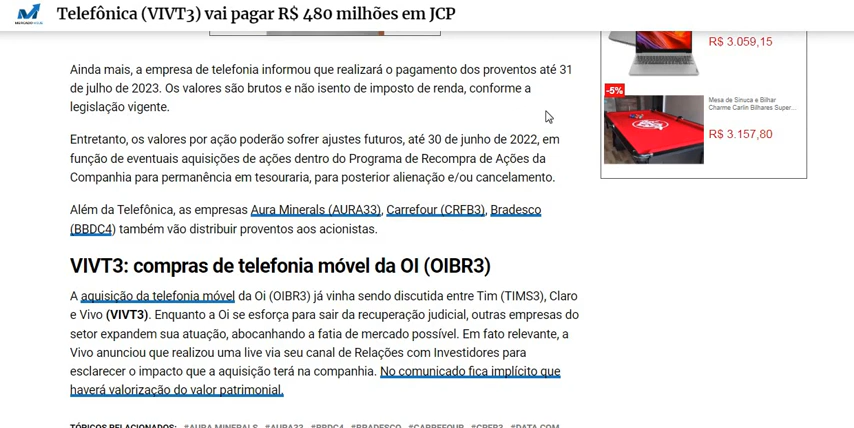 MERCADO HOJE
Telefônica (VIVT3) vai pagar R$ 480 milhões em JCP
Ainda mais, a empresa de telefonia informou que realizará o pagamento dos proventos até 31
de julho de 2023. Os valores são brutos e não isento de imposto de renda, conforme a
legislação vigente.
Entretanto, os valores por ação poderão sofrer ajustes futuros, até 30 de junho de 2022, em
função de eventuais aquisições de ações dentro do Programa de Recompra de Ações da
Companhia para permanência em tesouraria, para posterior alienação e/ou cancelamento.
Além da Telefônica, as empresas Aura Minerals (AURA33), Carrefour (CRFB3), Bradesco
(BBDC4) também vão distribuir proventos aos acionistas.
VIVT3: compras de telefonia móvel da OI (OIBR3)
A aquisição da telefonia móvel da Oi (OIBR3) já vinha sendo discutida entre Tim (TIMS3), Claro
e Vivo (VIVT3). Enquanto a Oi se esforça para sair da recuperação judicial, outras empresas do
setor expandem sua atuação, abocanhando a fatia de mercado possível. Em fato relevante, a
Vivo anunciou que realizou uma live via seu canal de Relações com Investidores para
esclarecer o impacto que a aquisição terá na companhia. No comunicado fica implícito que
haverá valorização do valor patrimonial.
TÓPICOS RELACIONADOS: #AURA MINERALS #AURA33 #BBDC4 #BRADESCO #CARREFOUR #CRFB3 #DATA COM
R$ 3.059,15
-5%
Mesa de Sinuca e Bilhar
Charme Carlin Bilhares Super...
R$ 3.157,80